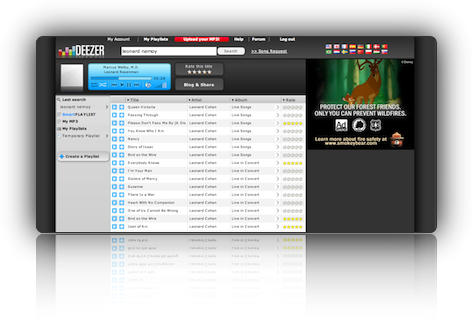 My Account
My Playlists
Upload your MP3!
Help
Forum
Log out
DEEZER
leonard nemoy
Search
>> Song Request
©Disney
Marcus Welby, M.D.
Leonard Rosenman
Rate this title
Blog & Share
PROTECT OUR FOREST FRIENDS.
ONLY YOU CAN PREVENT WILDFIRES.
Ad
Learn more about fire safety at
www.smokeybear.com
Last search
leonard nemoy
SmartPLAYLIST
My MP3
My Playlists
Temporary Playlist
Create a Playlist
Title Artist Album Rate
Queen Victoria Leonard Cohen Live Songs
Passing Through Leonard Cohen Live Songs
Please Don't Pass Me By (A Dis Leonard Cohen Live Songs
You Know Who I Am Leonard Cohen Live Songs
Nancy Leonard Cohen Live Songs
Story of Isaac Leonard Cohen Live Songs
Bird on the Wire Leonard Cohen Live Songs
Everybody Knows Leonard Cohen Live in Concert
I'm Your Man Leonard Cohen Live in Concert
Sisters of Mercy Leonard Cohen Live in Concert
Suzanne Leonard Cohen Live in Concert
There Is a War Leonard Cohen Live in Concert
Heart With No Companion Leonard Cohen Live in Concert
One of Us Cannot Be Wrong Leonard Cohen Live in Concert
Bird on the Wire Leonard Cohen Live in Concert
Joan of Arc Leonard Cohen Live in Concert